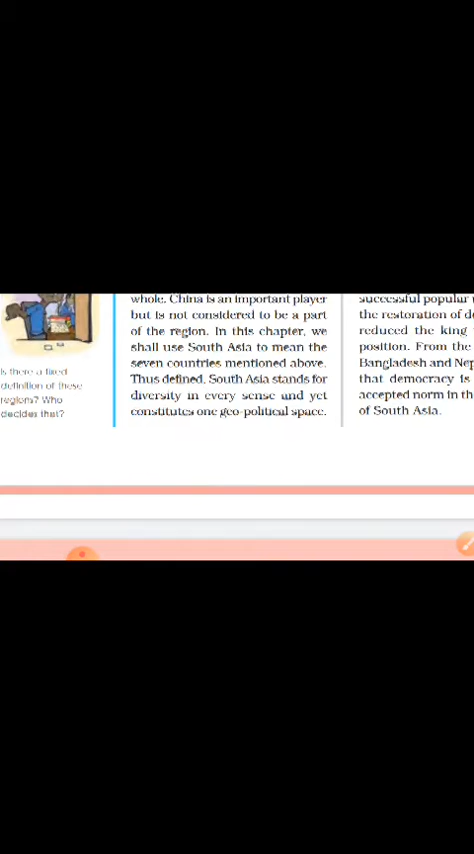 Is there a fixed
definition of these
regions? Who
decides that?
whole. China is an important player
but is not considered to be a part
of the region. In this chapter, we
shall use South Asia to mean the
seven countries mentioned above.
Thus defined, South Asia stands for
diversity in every sense and yet
constitutes one geo-political space.
successful popular
the restoration of
reduced the king
position. From the
Bangladesh and
that democracy is
accepted norm in
of South Asia.